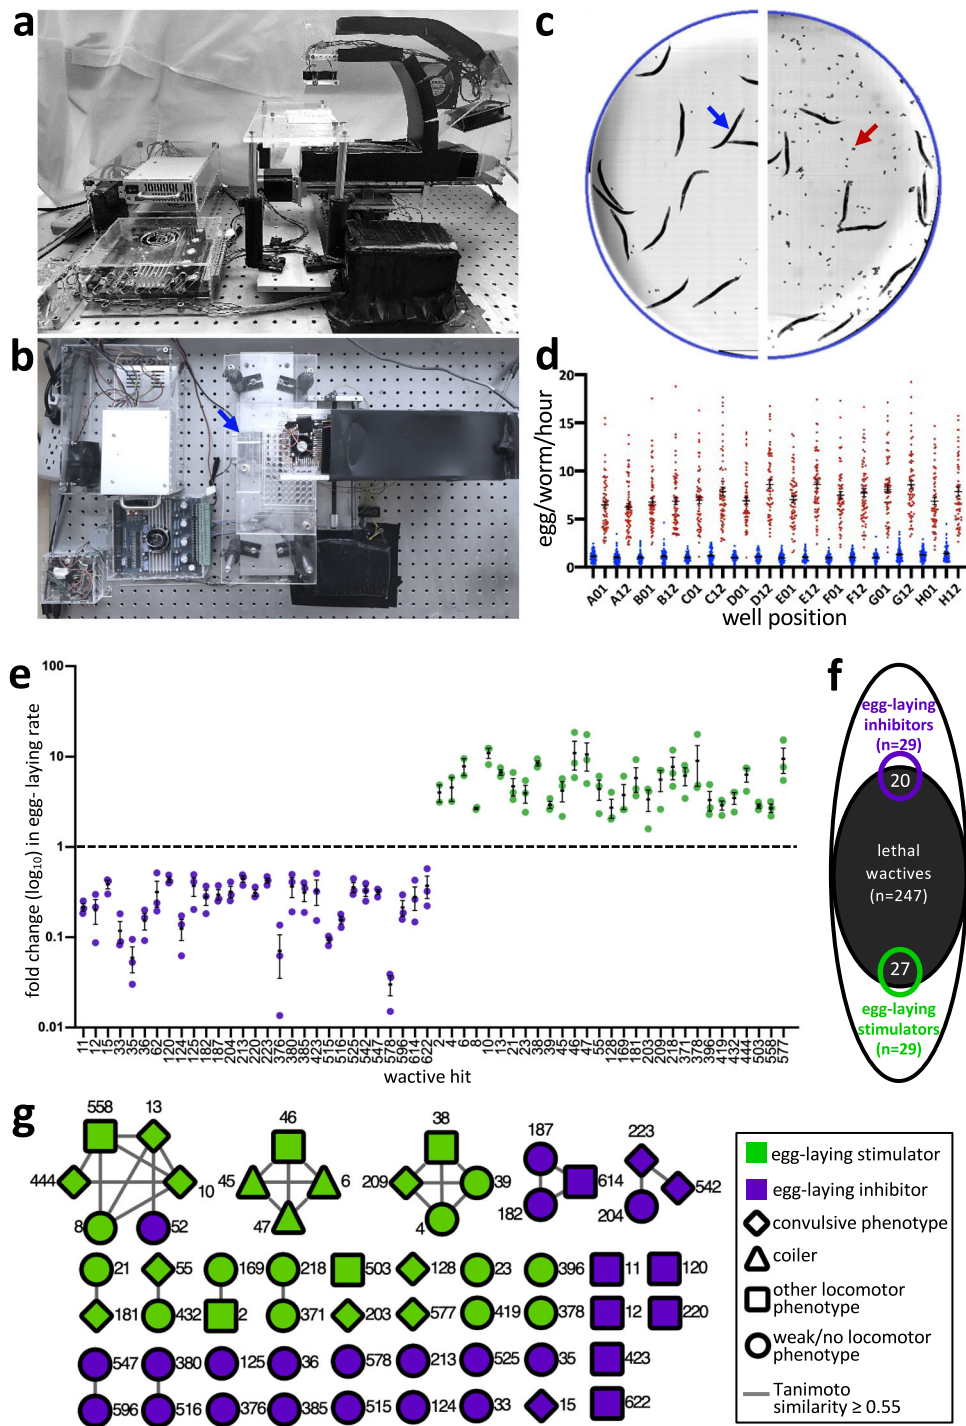 a
b
c
d
egg/worm/hour
20
15
10
5
0
A01
A12
B01
B12
C01
C12
D01
D12
E01
E12
F01
F12
G01
G12
H01
H12
well position
e
fold change (log10) in egg- laying rate
100
10
1
0.1
0.01
11
12
15
33
35
36
52
120
124
125
182
187
204
213
220
223
376
380
385
423
515
516
525
542
547
578
596
614
622
2
4
6
8
10
13
21
23
38
39
45
46
47
55
128
169
181
203
209
218
371
378
396
419
432
444
503
558
577
wactive hit
f
egg-laying
inhibitors
(n=29)
20
lethal
wactives
(n=247)
27
egg-laying
stimulators
(n=29)
g
558
13
444
10
8
52
46
45
6
47
38
209
39
4
187
614
182
223
542
204
21
55
169
218
503
128
23
396
11
120
181
432
2
371
203
577
419
378
12
220
547
380
125
36
578
213
525
35
423
596
516
376
385
515
124
33
15
622
egg-laying stimulator
egg-laying inhibitor
convulsive phenotype
coiler
other locomotor
phenotype
weak/no locomotor
phenotype
Tanimoto
similarity ≥ 0.55